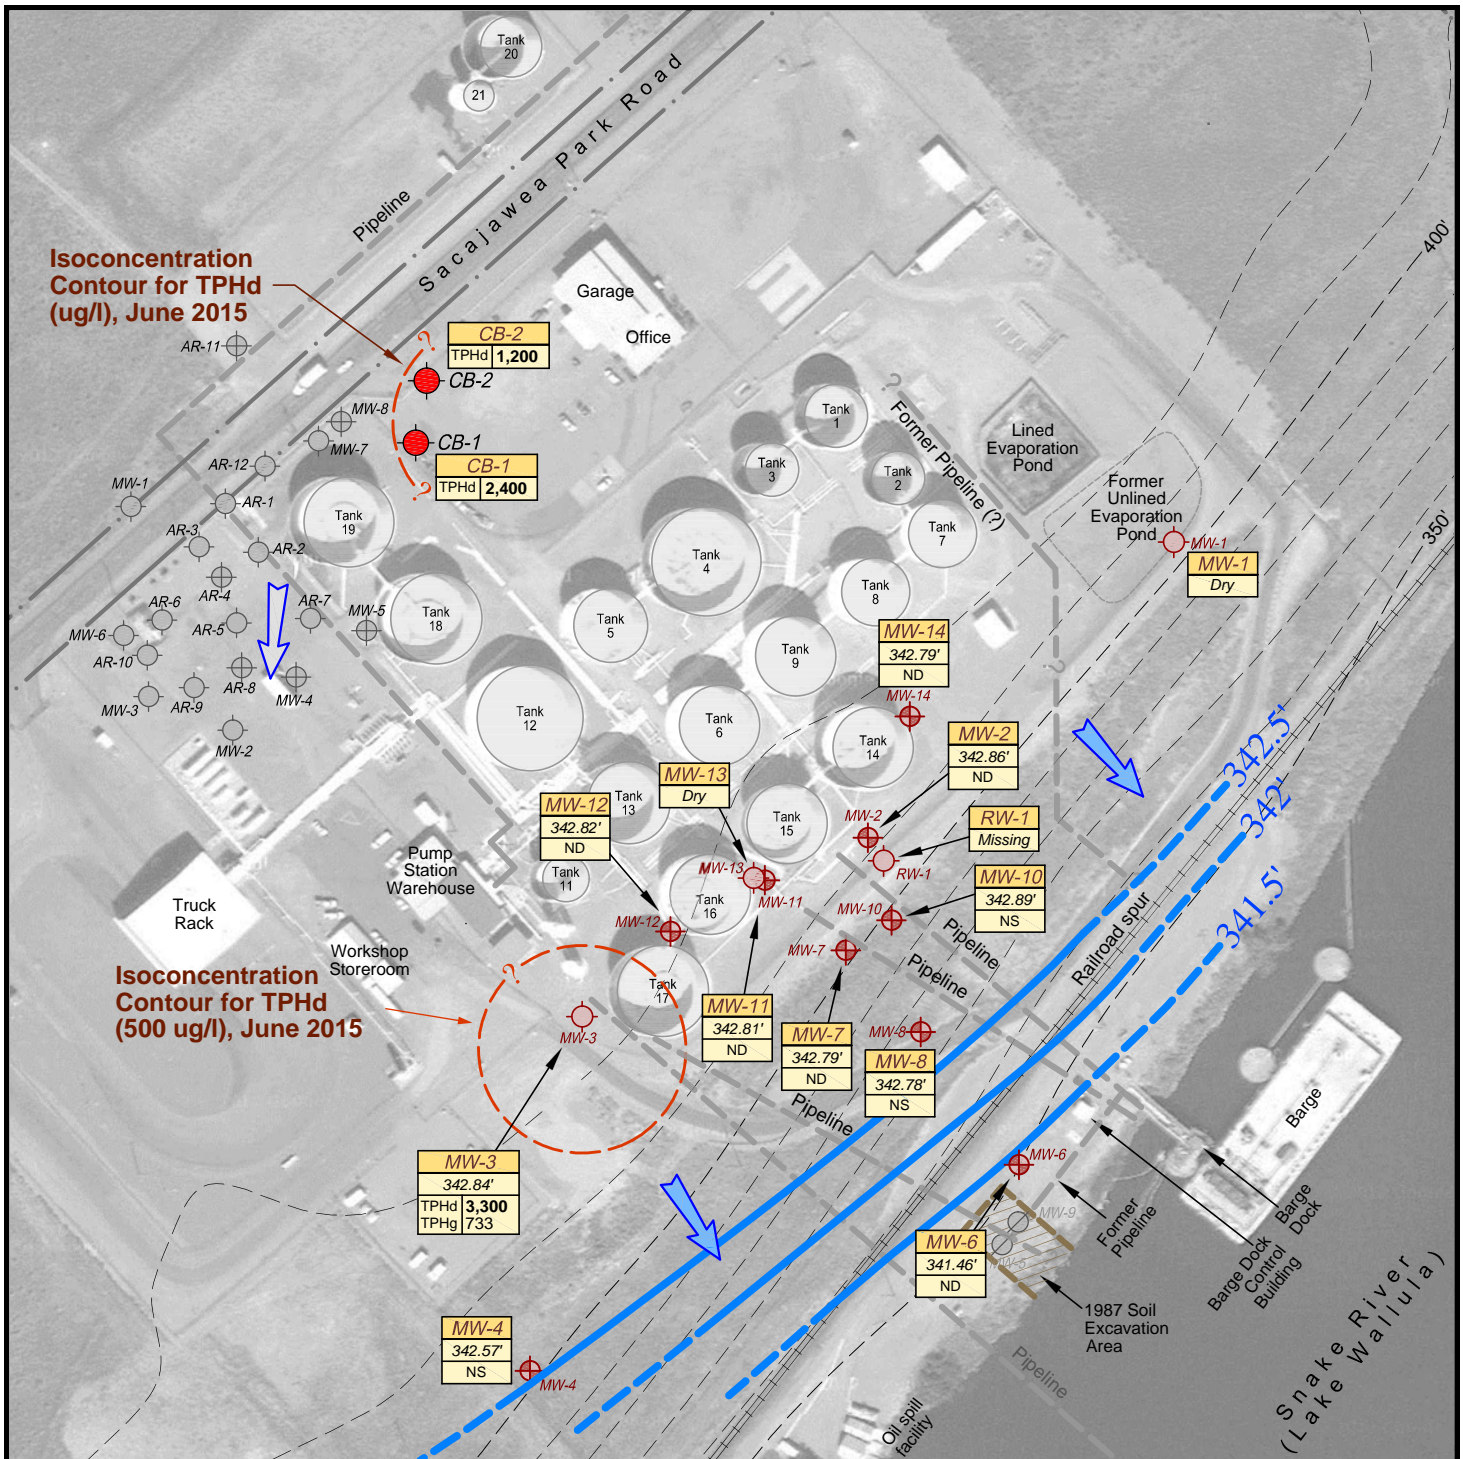 Tank
20
21
Pipeline
Sacajawea Park Road
400'
Isoconcentration
Contour for TPHd
(ug/l), June 2015
Garage
Office
AR-11
?
CB-2
TPHd 1,200
CB-2
MW-8
MW-7
CB-1
CB-1
TPHd 2,400
?
AR-12
MW-1
AR-1
AR-3
AR-2
AR-4
AR-6
AR-5
AR-7
MW-5
MW-6
AR-10
AR-8
MW-4
MW-3
AR-9
MW-2
Tank
19
Tank
18
Tank
1
Tank
3
Tank
2
Tank
7
Tank
4
Tank
8
Tank
5
Tank
9
Tank
12
Tank
6
Tank
14
Tank
13
Tank
15
Tank
11
Tank
16
Tank
17
?
Former Pipeline (?)
?
Lined
Evaporation
Pond
Former
Unlined
Evaporation
Pond
350'
MW-1
MW-1
Dry
MW-14
342.79'
ND
MW-14
MW-2
342.86'
ND
MW-2
RW-1
Missing
RW-1
MW-13
Dry
MW-13
MW-12
342.82'
ND
MW-12
MW-11
MW-10
342.89'
NS
MW-10
MW-7
MW-11
342.81'
ND
MW-7
342.79'
ND
MW-8
MW-8
342.78'
NS
Pump
Station
Warehouse
Truck
Rack
Workshop
Storeroom
Isoconcentration
Contour for TPHd
(500 ug/l), June 2015
?
MW-3
MW-3
342.84'
TPHd 3,300
TPHg 733
Pipeline
Pipeline
Pipeline
Railroad spur
342.5'
342'
341.5'
Barge
MW-6
MW-9
MW-5
MW-6
341.46'
ND
Former
Pipeline
Barge
Dock
Barge Dock
Control
Building
1987 Soil
Excavation
Area
MW-4
342.57'
NS
MW-4
Pipeline
Oil spill
facility
Snake River
(Lake Wallula)